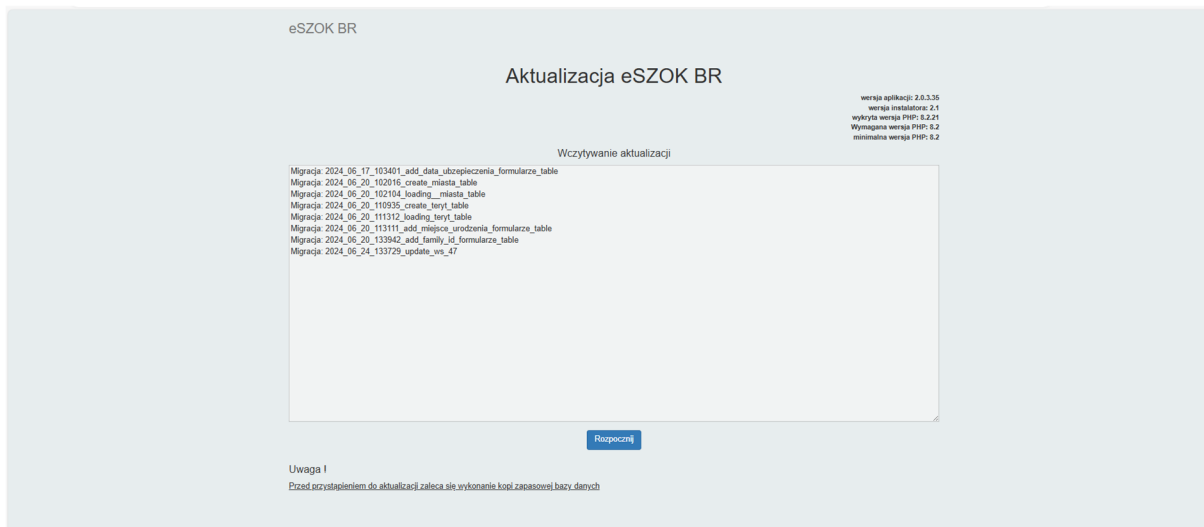 eSZOK BR
Aktualizacja eSZOK BR
wersja aplikacji: 2.0.3.35
wersja instalatora: 2.1
wykryta wersja PHP: 8.2.21
Wymagana wersja PHP: 8.2
minimalna wersja PHP: 8.2
Wczytywanie aktualizacji
Migracja: 2024_06_17_103401_add_data_ubzepieczenia_formularze_table
Migracja: 2024_06_20_102016_create_miasta_table
Migracja: 2024_06_20_102104_loading__miasta_table
Migracja: 2024_06_20_110935_create_teryt_table
Migracja: 2024_06_20_111312_loading_teryt_table
Migracja: 2024_06_20_113111_add_miejsce_urodzenia_formularze_table
Migracja: 2024_06_20_133942_add_family_id_formularze_table
Migracja: 2024_06_24_133729_update_ws_47
Rozpocznij
Uwaga !
Przed przystąpieniem do aktualizacji zaleca się wykonanie kopi zapasowej bazy danych